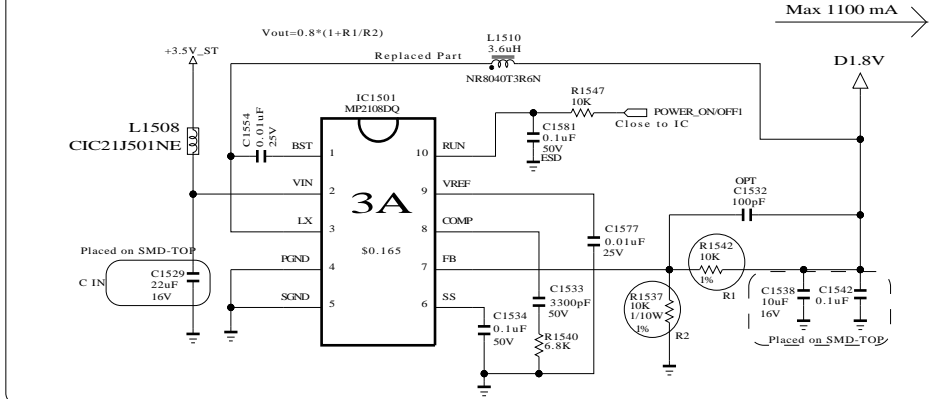 Max 1100 mA
Vout=0.8*(1+R1/R2)
+3.5V_ST
Replaced Part
L1510
3.6uH
NR8040T3R6N
D1.8V
L1508
CIC21J501NE
C1554
0.01uF
25V
IC1501
MP2108DQ
R1547
10K
POWER_ON/OFF1
Close to IC
C1581
0.1uF
50V
ESD
BST
1
10
RUN
VIN
2
9
VREF
3A
LX
3
8
COMP
$0.165
PGND
4
7
FB
SGND
5
6
SS
OPT
C1532
100pF
C1577
0.01uF
25V
Placed on SMD-TOP
C IN
C1529
22uF
16V
R1542
10K
1%
R1
C1533
3300pF
50V
C1534
0.1uF
50V
R1540
6.8K
R1537
10K
1/10W
1%
R2
C1538
10uF
16V
C1542
0.1uF
Placed on SMD-TOP